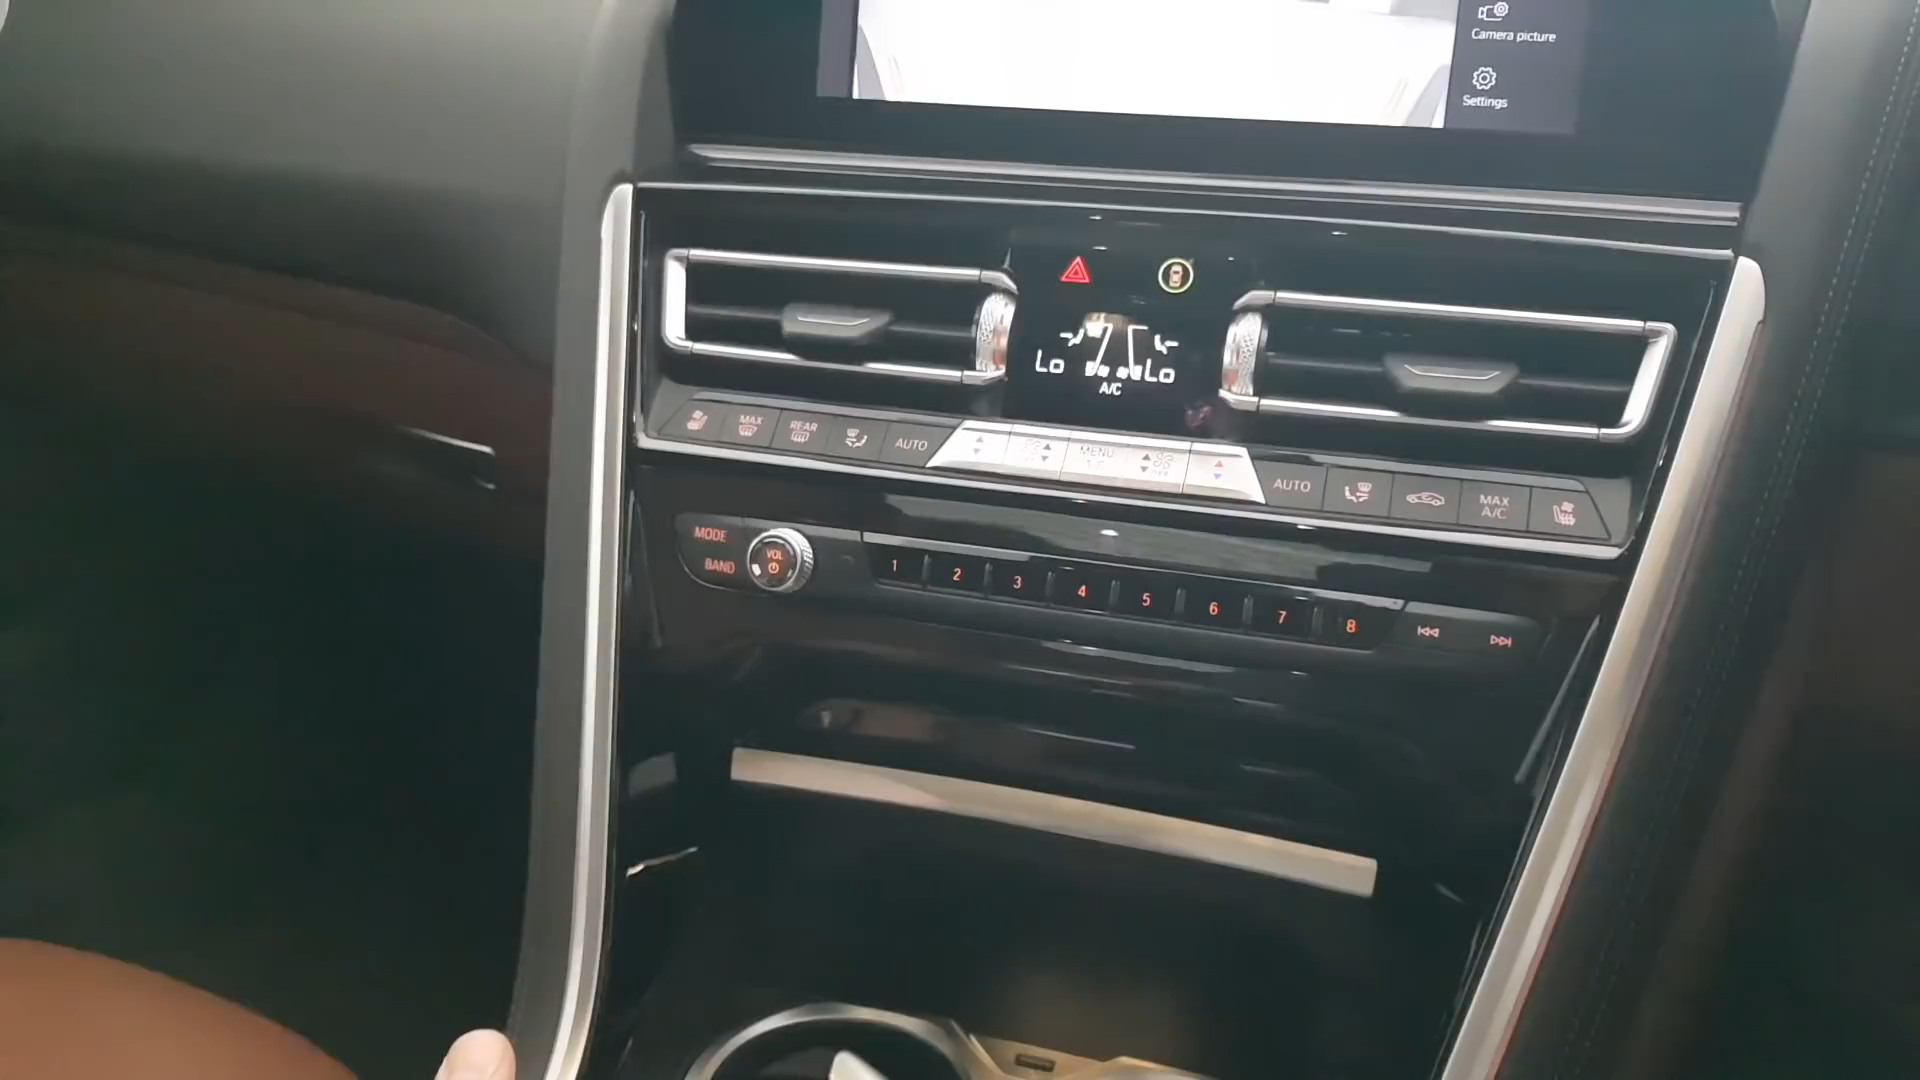 Camera picture
Settings
Lo
Lo
A/C
MAX
REAR
AUTO
MENU
OFF
AUTO
MAX
A/C
MODE
BAND
VOL
1 2 3 4 5 6 7 8